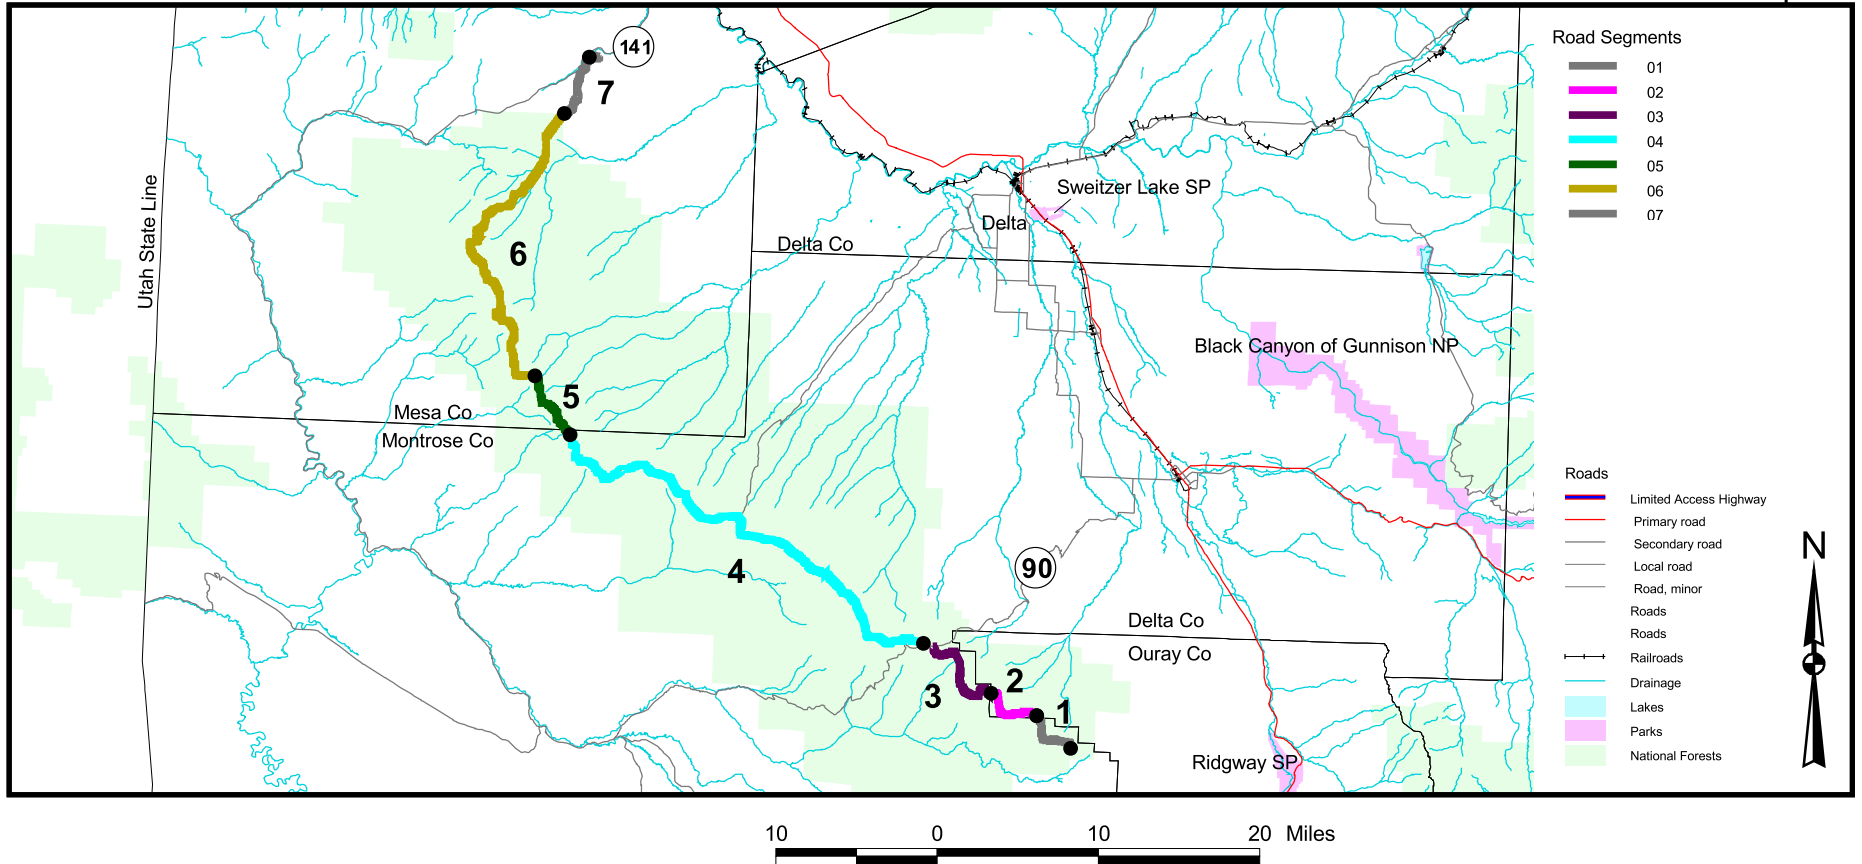 141
7
Road Segments
01
02
03
04
05
06
07
Utah State Line
Sweitzer Lake SP
Delta
Delta Co
6
Black Canyon of Gunnison NP
5
Mesa Co
Montrose Co
4
90
Delta Co
Ouray Co
3
2
1
Ridgway SP
Roads
Limited Access Highway
Primary road
Secondary road
Local road
Road, minor
Roads
Roads
Railroads
Drainage
Lakes
Parks
National Forests
N
10 0 10 20 Miles